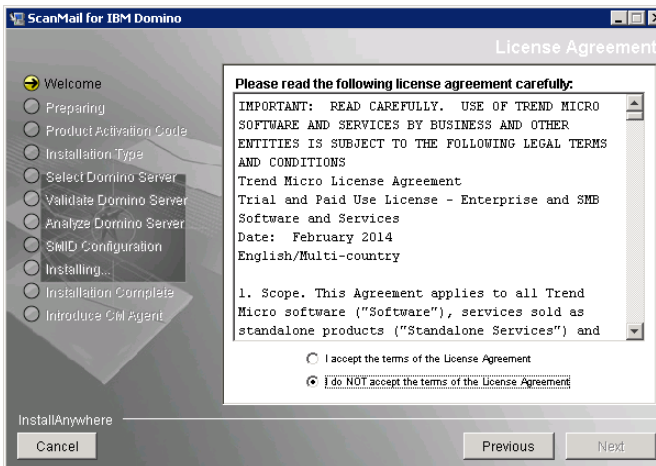 ScanMail for IBM Domino
License Agreement
Welcome
Preparing
Product Activation Code
Installation Type
Select Domino Server
Validate Domino Server
Analyze Domino Server
SMID Configuration
Installing...
Installation Complete
Introduce CM Agent
Please read the following license agreement carefully:
IMPORTANT: READ CAREFULLY. USE OF TREND MICRO
SOFTWARE AND SERVICES BY BUSINESS AND OTHER
ENTITIES IS SUBJECT TO THE FOLLOWING LEGAL TERMS
AND CONDITIONS
Trend Micro License Agreement
Trial and Paid Use License - Enterprise and SMB
Software and Services
Date: February 2014
English/Multi-country
1. Scope. This Agreement applies to all Trend
Micro software ("Software"), services sold as
standalone products ("Standalone Services") and
I accept the terms of the License Agreement
I do NOT accept the terms of the License Agreement
InstallAnywhere
Cancel
Previous
Next